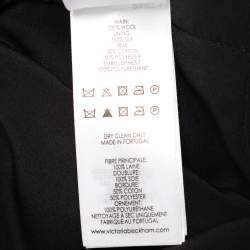 MAIN:
100% WOOL
LINING:
100% SILK
TRIM:
50% COTTON
50% POLYESTER
EMBELLISHMENT:
100% POLYURETHANE
DRY CLEAN ONLY
MADE IN PORTUGAL
FIBRE PRINCIPALE:
100% LAINE
DOUBLURE:
100% SOIE
BORDURE:
50% COTON
50% POLYESTER
ORNEMENT:
100% POLYURETHANE
NETTOYAGE A SEC UNIQUEMENT
FABRIQUE AU PORTUGAL
www.victoriabeckham.com